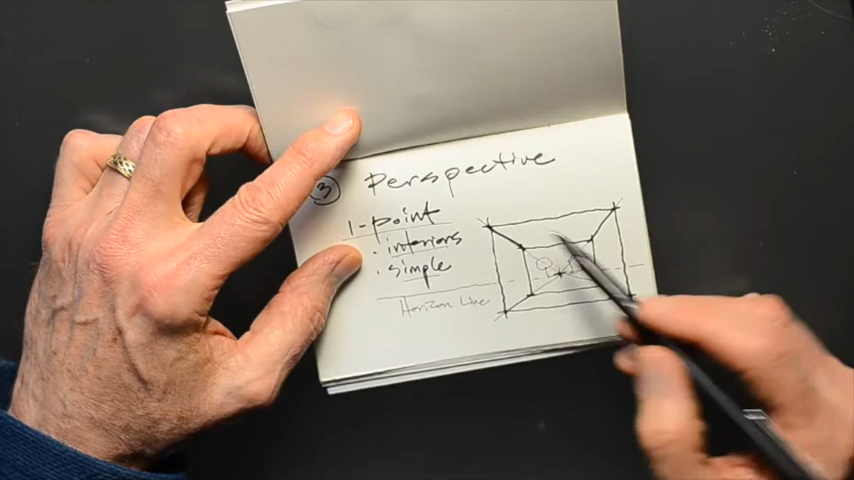 3 Perspective
1-point
· interiors
· simple
Horizon Line